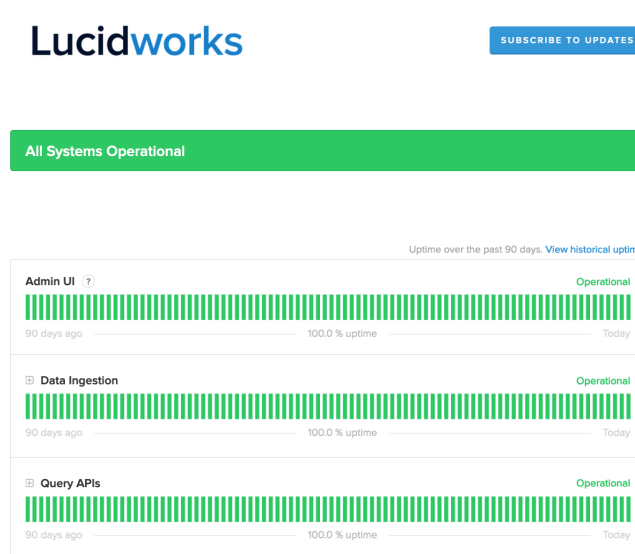 Lucidworks
SUBSCRIBE TO UPDATES
All Systems Operational
Uptime over the past 90 days. View historical uptim
Admin UI ? Operational
90 days ago 100.0 % uptime Today
Data Ingestion Operational
90 days ago 100.0 % uptime Today
Query APIs Operational
90 days ago 100.0 % uptime Today